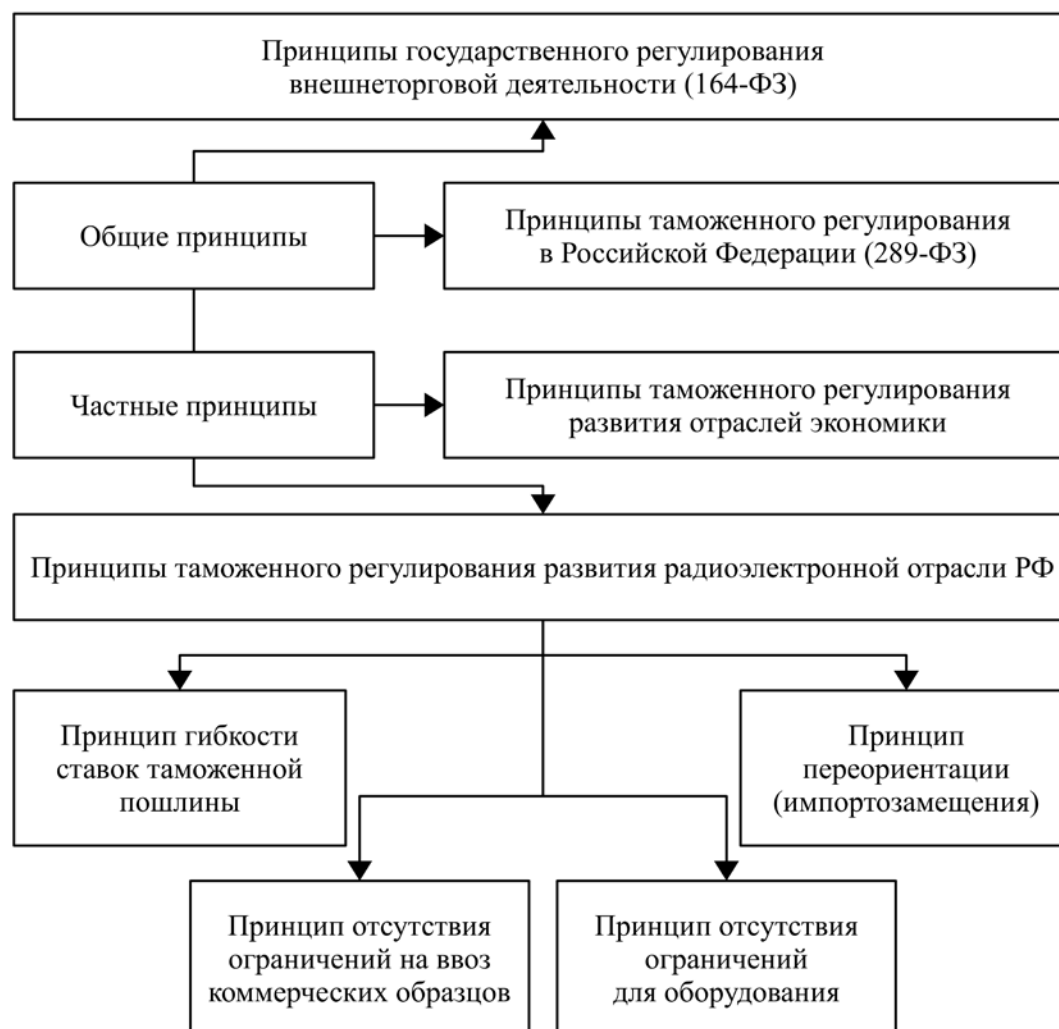 Принципы государственного регулирования
внешнеторговой деятельности (164-ФЗ)
Общие принципы
Принципы таможенного регулирования
в Российской Федерации (289-ФЗ)
Частные принципы
Принципы таможенного регулирования
развития отраслей экономики
Принципы таможенного регулирования развития радиоэлектронной отрасли РФ
Принцип гибкости
ставок таможенной
пошлины
Принцип
переориентации
(импортозамещения)
Принцип отсутствия
ограничений на ввоз
коммерческих образцов
Принцип отсутствия
ограничений
для оборудования